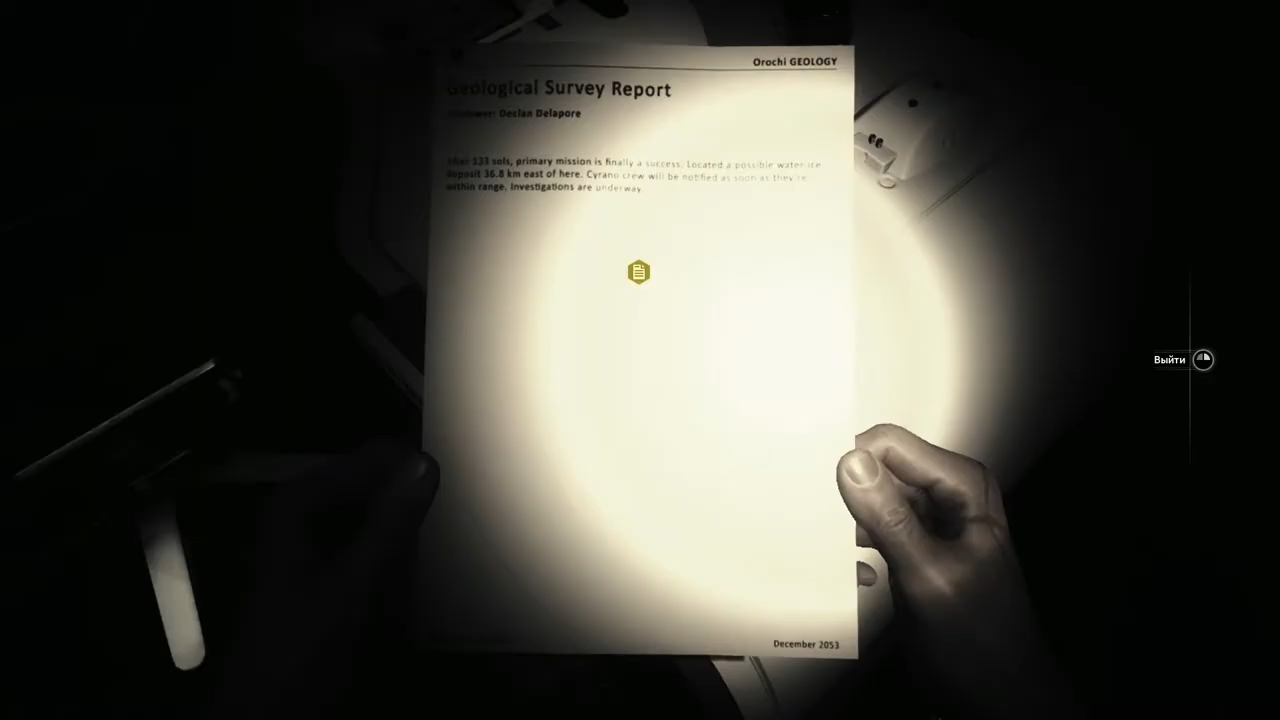 Orochi GEOLOGY
Geological Survey Report
Declan Delapore
After 133 sols, primary mission is finally a success. Located a possible water ice
deposit 36.8 km east of here. Cyrano crew will be notified as soon as they're
within range. Investigations are underway.
Выйти
December 2053